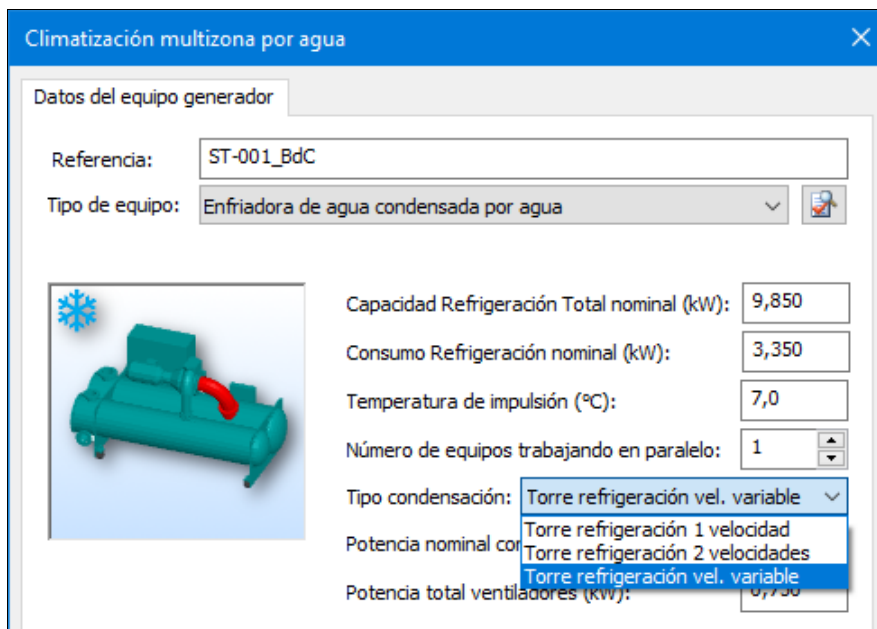 Climatización multizona por agua
Datos del equipo generador
Referencia: ST-001_BdC
Tipo de equipo: Enfriadora de agua condensada por agua
Capacidad Refrigeración Total nominal (kW): 9,850
Consumo Refrigeración nominal (kW): 3,350
Temperatura de impulsión (ºC): 7,0
Número de equipos trabajando en paralelo: 1
Tipo condensación: Torre refrigeración vel. variable
Torre refrigeración 1 velocidad
Potencia nominal
Torre refrigeración 2 velocidades
Torre refrigeración vel. variable
Potencia total ventiladores (kW):